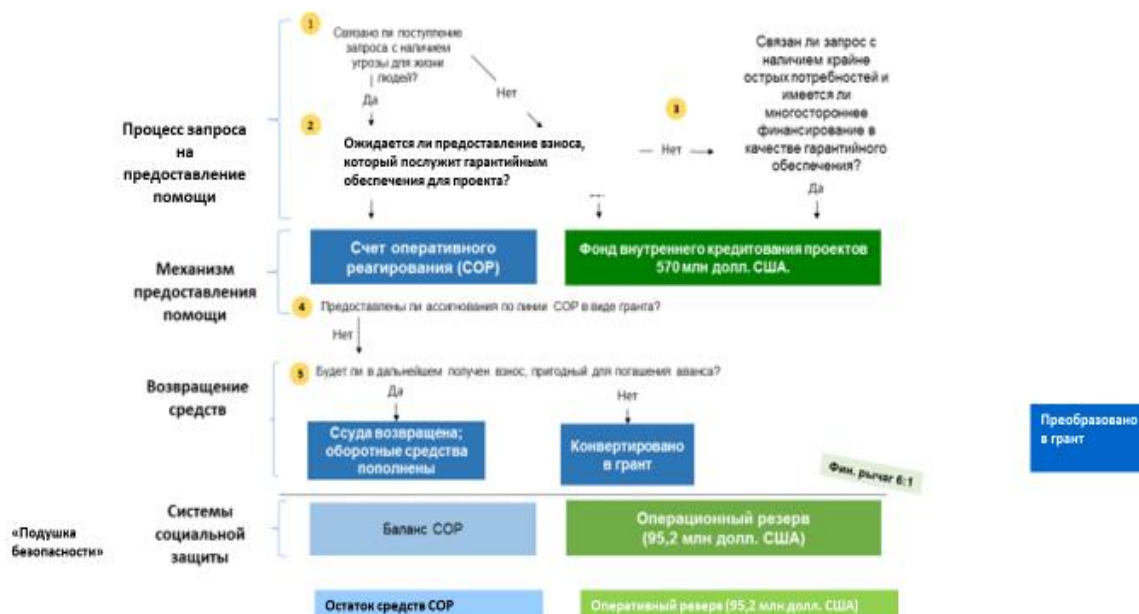 1
Связано ли поступление
запроса с наличием
угрозы для жизни
людей?
Да
Нет
Процесс запроса
на
предоставление
помощи
2
Ожидается ли предоставление взноса,
который послужит гарантийным
обеспечения для проекта?
Нет
3
Связан ли запрос с
наличием крайне
острых потребностей и
имеется ли
многостороннее
финансирование в
качестве гарантийного
обеспечения?
Да
Механизм
предоставления
помощи
Счет оперативного
реагирования (СОР)
Фонд внутреннего кредитования проектов
570 млн долл. США.
4
Предоставлены ли ассигнования по линии СОР в виде гранта?
Нет
Возвращение
средств
5
Будет ли в дальнейшем получен взнос, пригодный для погашения аванса?
Да
Нет
Ссуда возвращена;
оборотные средства
пополнены
Конвертировано
в грант
Преобразовано
в грант
Фин. рычаг 6:1
«Подушка
безопасности»
Системы
социальной
защиты
Баланс СОР
Операционный резерв
(95,2 млн долл. США)
Остаток средств СОР
Оперативный резерв (95,2 млн долл. США)